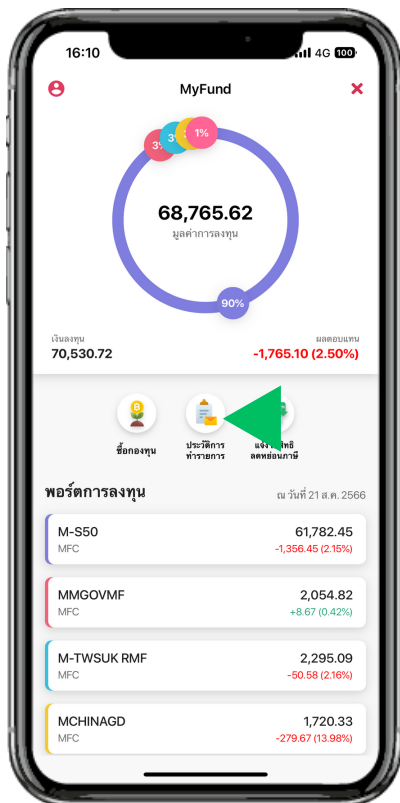 16:10
4G 100
MyFund
3%
1%
68,765.62
มูลค่าการลงทุน
90%
เงินลงทุน
ผลตอบแทน
70,530.72
-1,765.10 (2.50%)
ซื้อกองทุน
ประวัติการ
ทำรายการ
ลดหย่อนภาษี
พอร์ตการลงทุน
ณ วันที่ 21 ส.ค. 2566
M-S50
61,782.45
MFC
-1,356.45 (2.15%)
MMGOVMF
2,054.82
MFC
+8.67 (0.42%)
M-TWSUK RMF
2,295.09
MFC
-50.58 (2.16%)
MCHINAGD
1,720.33
MFC
-279.67 (13.98%)